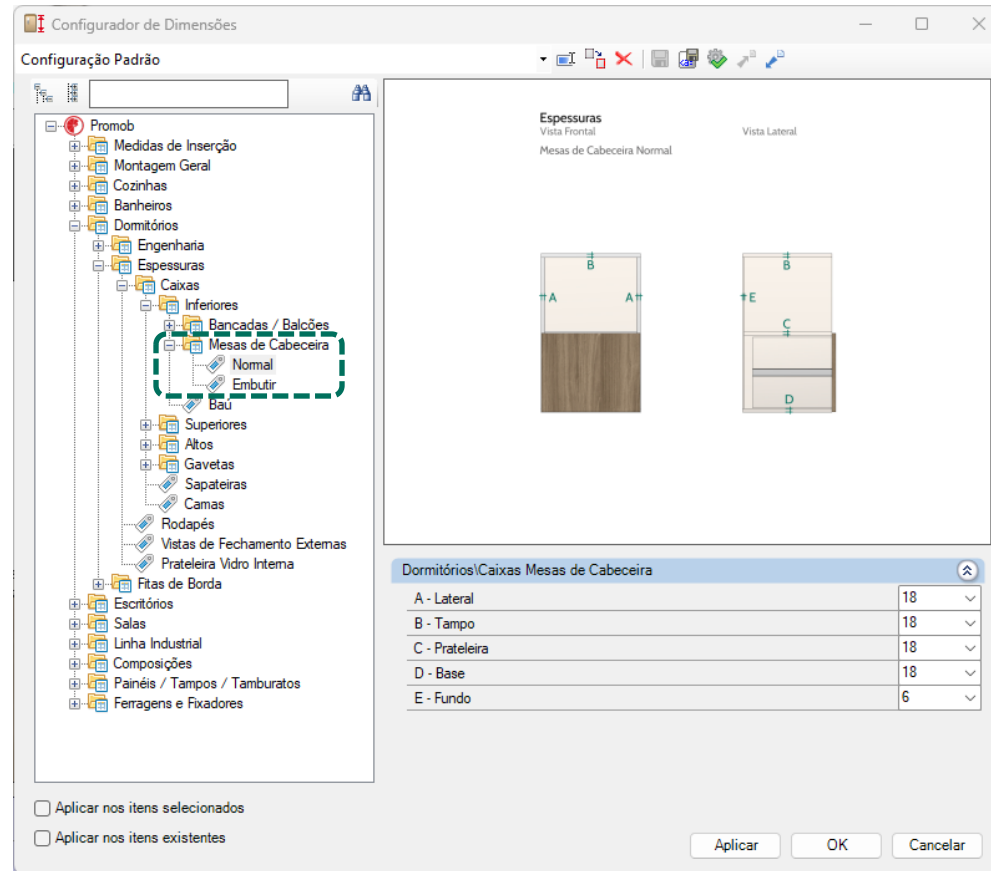 Configurador de Dimensões
Configuração Padrão
Promob
Medidas de Inserção
Montagem Geral
Cozinhas
Banheiros
Dormitórios
Engenharia
Espessuras
Caixas
Inferiores
Bancadas / Balcões
Mesas de Cabeceira
Normal
Embutir
Baú
Superiores
Altos
Gavetas
Sapateiras
Camas
Rodapés
Vistas de Fechamento Externas
Prateleira Vidro Interna
Fitas de Borda
Escritórios
Salas
Linha Industrial
Composições
Painéis / Tampos / Tamburatos
Ferragens e Fixadores
Espessuras
Vista Frontal Vista Lateral
Mesas de Cabeceira Normal
B B
A A E
C
D
Dormitórios\Caixas Mesas de Cabeceira
A - Lateral 18
B - Tampo 18
C - Prateleira 18
D - Base 18
E - Fundo 6
Aplicar nos itens selecionados
Aplicar nos itens existentes
Aplicar OK Cancelar